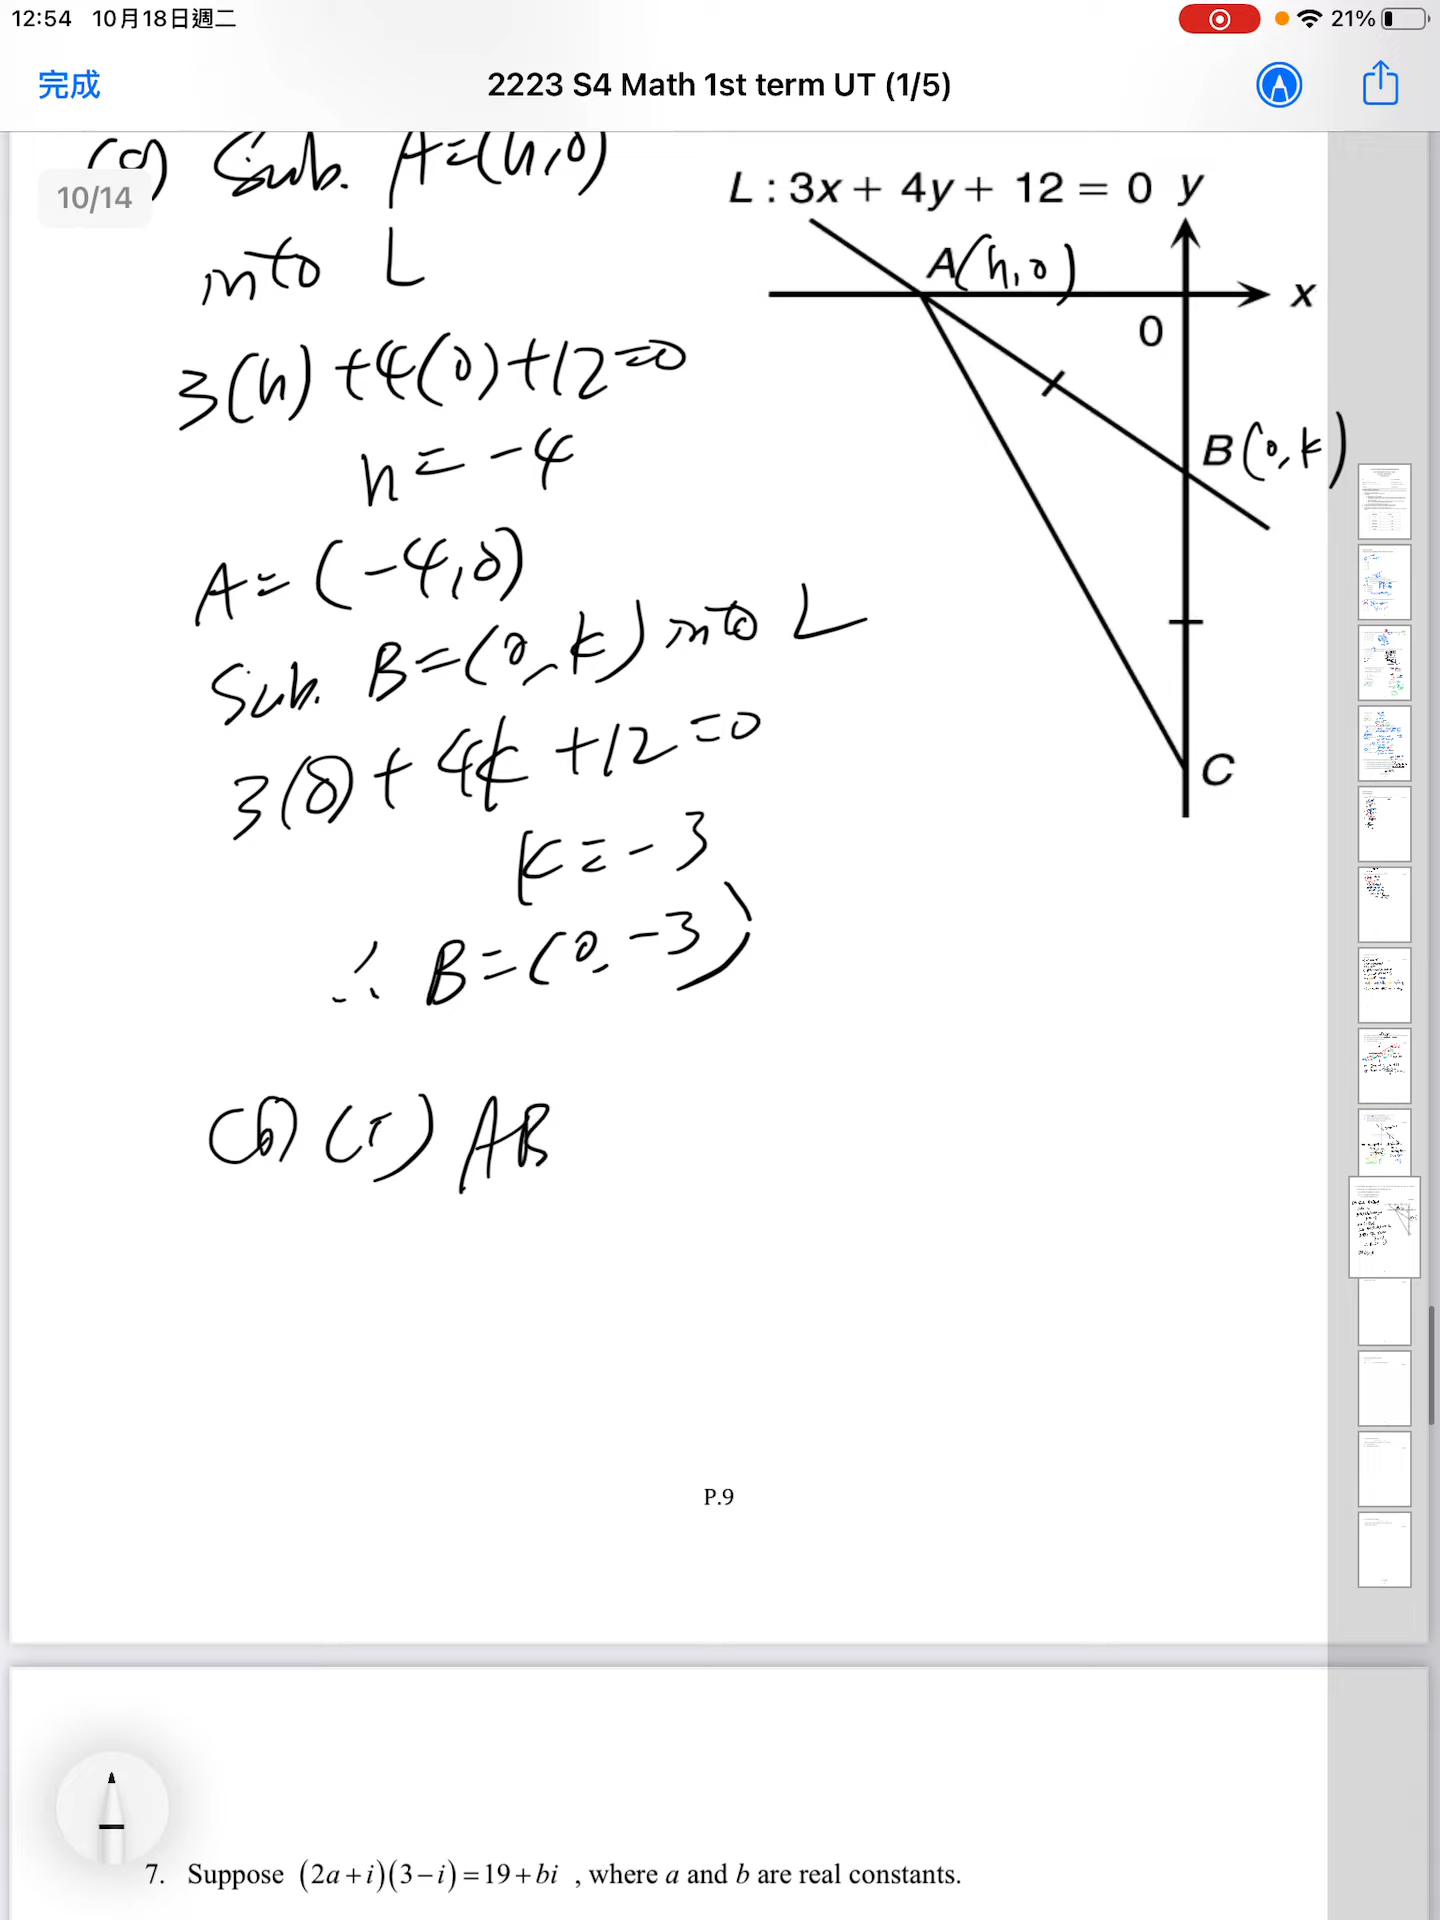 12:54 10月18日週二
21%
完成
2223 S4 Math 1st term UT (1/5)
10/14
(a) Sub. A=(h,0)
into L
3(h)+4(0)+12=0
h=-4
A=(-4,0)
Sub. B=(0,k) into L
3(0)+4k+12=0
k=-3
∴ B=(0,-3)
(b)(i) AB
L : 3x + 4y + 12 = 0 y
A(h,0)
x
0
B(0,k)
C
P.9
7. Suppose (2a+i)(3−i)=19+bi , where a and b are real constants.